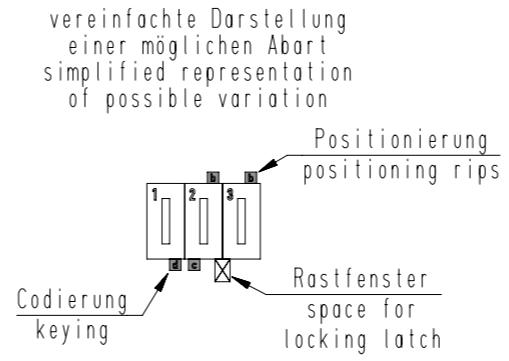 vereinfachte Darstellung
einer möglichen Abart
simplified representation
of possible variation
Positionierung
positioning rips
b b
1 2 3
d c
Codierung
keying
Rastfenster
space for
locking latch